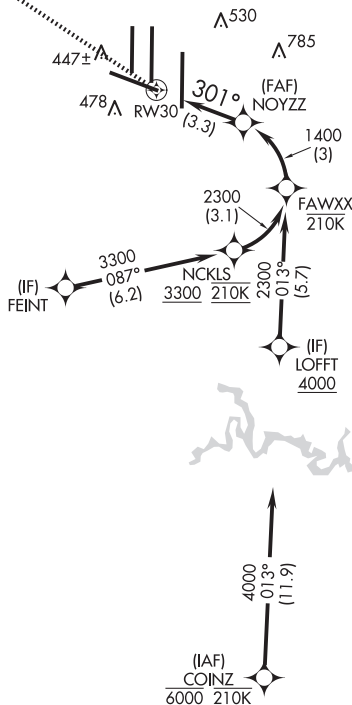 530
785
447±
478
RW30
301°
(3.3)
(FAF)
NOYZZ
1400
(3)
2300
(3.1)
FAWXX
210K
3300
087°
(6.2)
NCKLS
3300 210K
2300
013°
(5.7)
(IF)
FEINT
(IF)
LOFFT
4000
4000
013°
(11.9)
(IAF)
COINZ
6000 210K